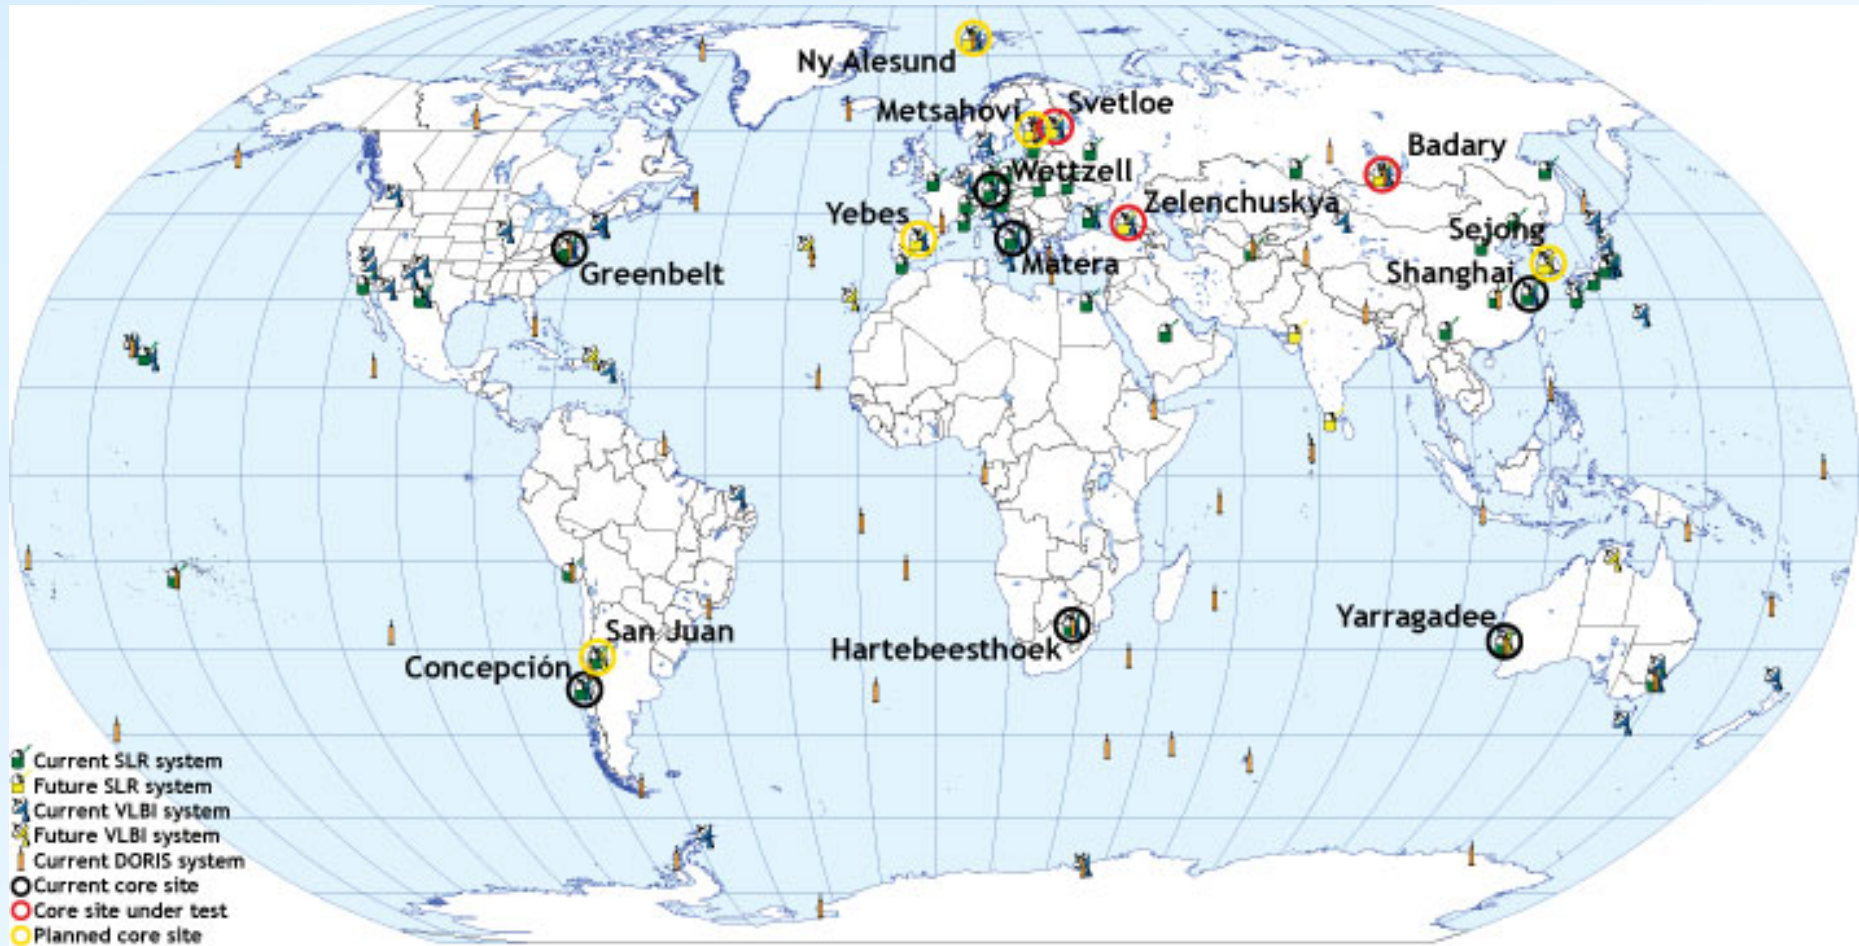 Ny Alesund
Metsahovi
Svetloe
Badary
Wettzell
Zelenchuskya
Yebes
Sejong
Matera
Shanghai
Greenbelt
Yarragadee
San Juan
Hartebeesthoek
Concepción
Current SLR system
Future SLR system
Current VLBI system
Future VLBI system
Current DORIS system
Current core site
Core site under test
Planned core site